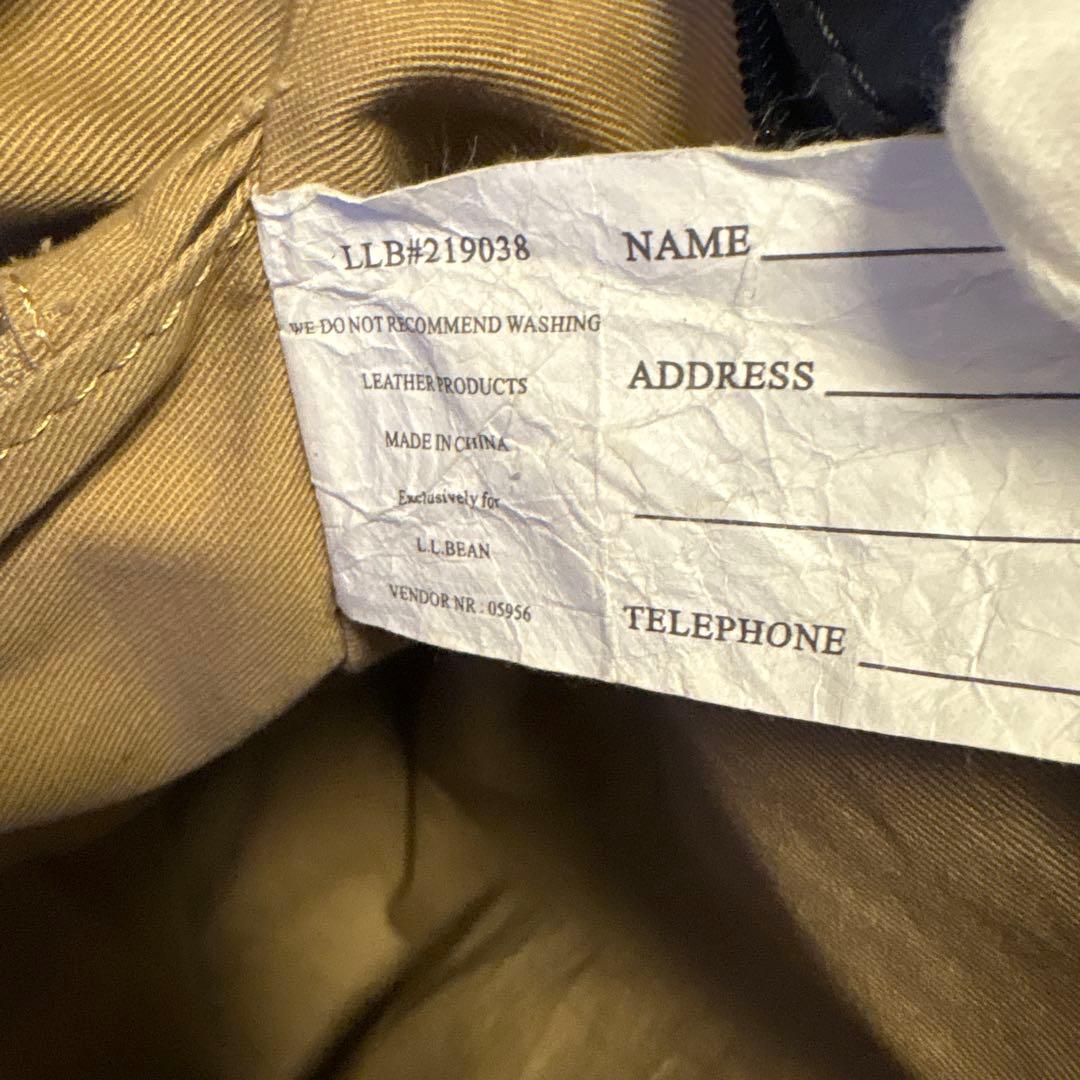 LLB#219038
WE DO NOT RECOMMEND WASHING
LEATHER PRODUCTS
MADE IN CHINA
Exclusively for
L.L.BEAN
VENDOR NR : 05956
NAME
ADDRESS
TELEPHONE